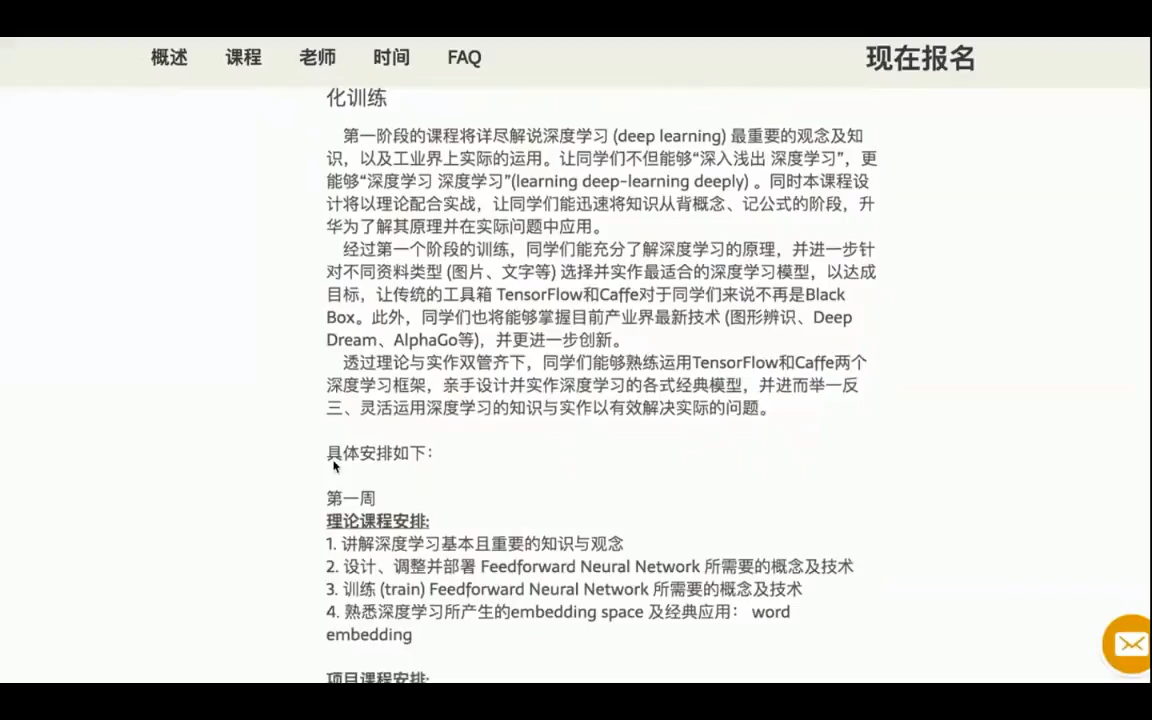 概述 课程 老师 时间 FAQ 现在报名
化训练
第一阶段的课程将详尽解说深度学习 (deep learning) 最重要的观念及知
识，以及工业界上实际的运用。让同学们不但能够“深入浅出 深度学习”，更
能够“深度学习 深度学习”(learning deep-learning deeply) 。同时本课程设
计将以理论配合实战，让同学们能迅速将知识从背概念、记公式的阶段，升
华为了解其原理并在实际问题中应用。
经过第一个阶段的训练，同学们能充分了解深度学习的原理，并进一步针
对不同资料类型 (图片、文字等) 选择并实作最适合的深度学习模型，以达成
目标，让传统的工具箱 TensorFlow和Caffe对于同学们来说不再是Black
Box。此外，同学们也将能够掌握目前产业界最新技术 (图形辨识、Deep
Dream、AlphaGo等)，并更进一步创新。
透过理论与实作双管齐下，同学们能够熟练运用TensorFlow和Caffe两个
深度学习框架，亲手设计并实作深度学习的各式经典模型，并进而举一反
三、灵活运用深度学习的知识与实作以有效解决实际的问题。
具体安排如下：
第一周
理论课程安排:
1. 讲解深度学习基本且重要的知识与观念
2. 设计、调整并部署 Feedforward Neural Network 所需要的概念及技术
3. 训练 (train) Feedforward Neural Network 所需要的概念及技术
4. 熟悉深度学习所产生的embedding space 及经典应用： word
embedding
项目课程安排: